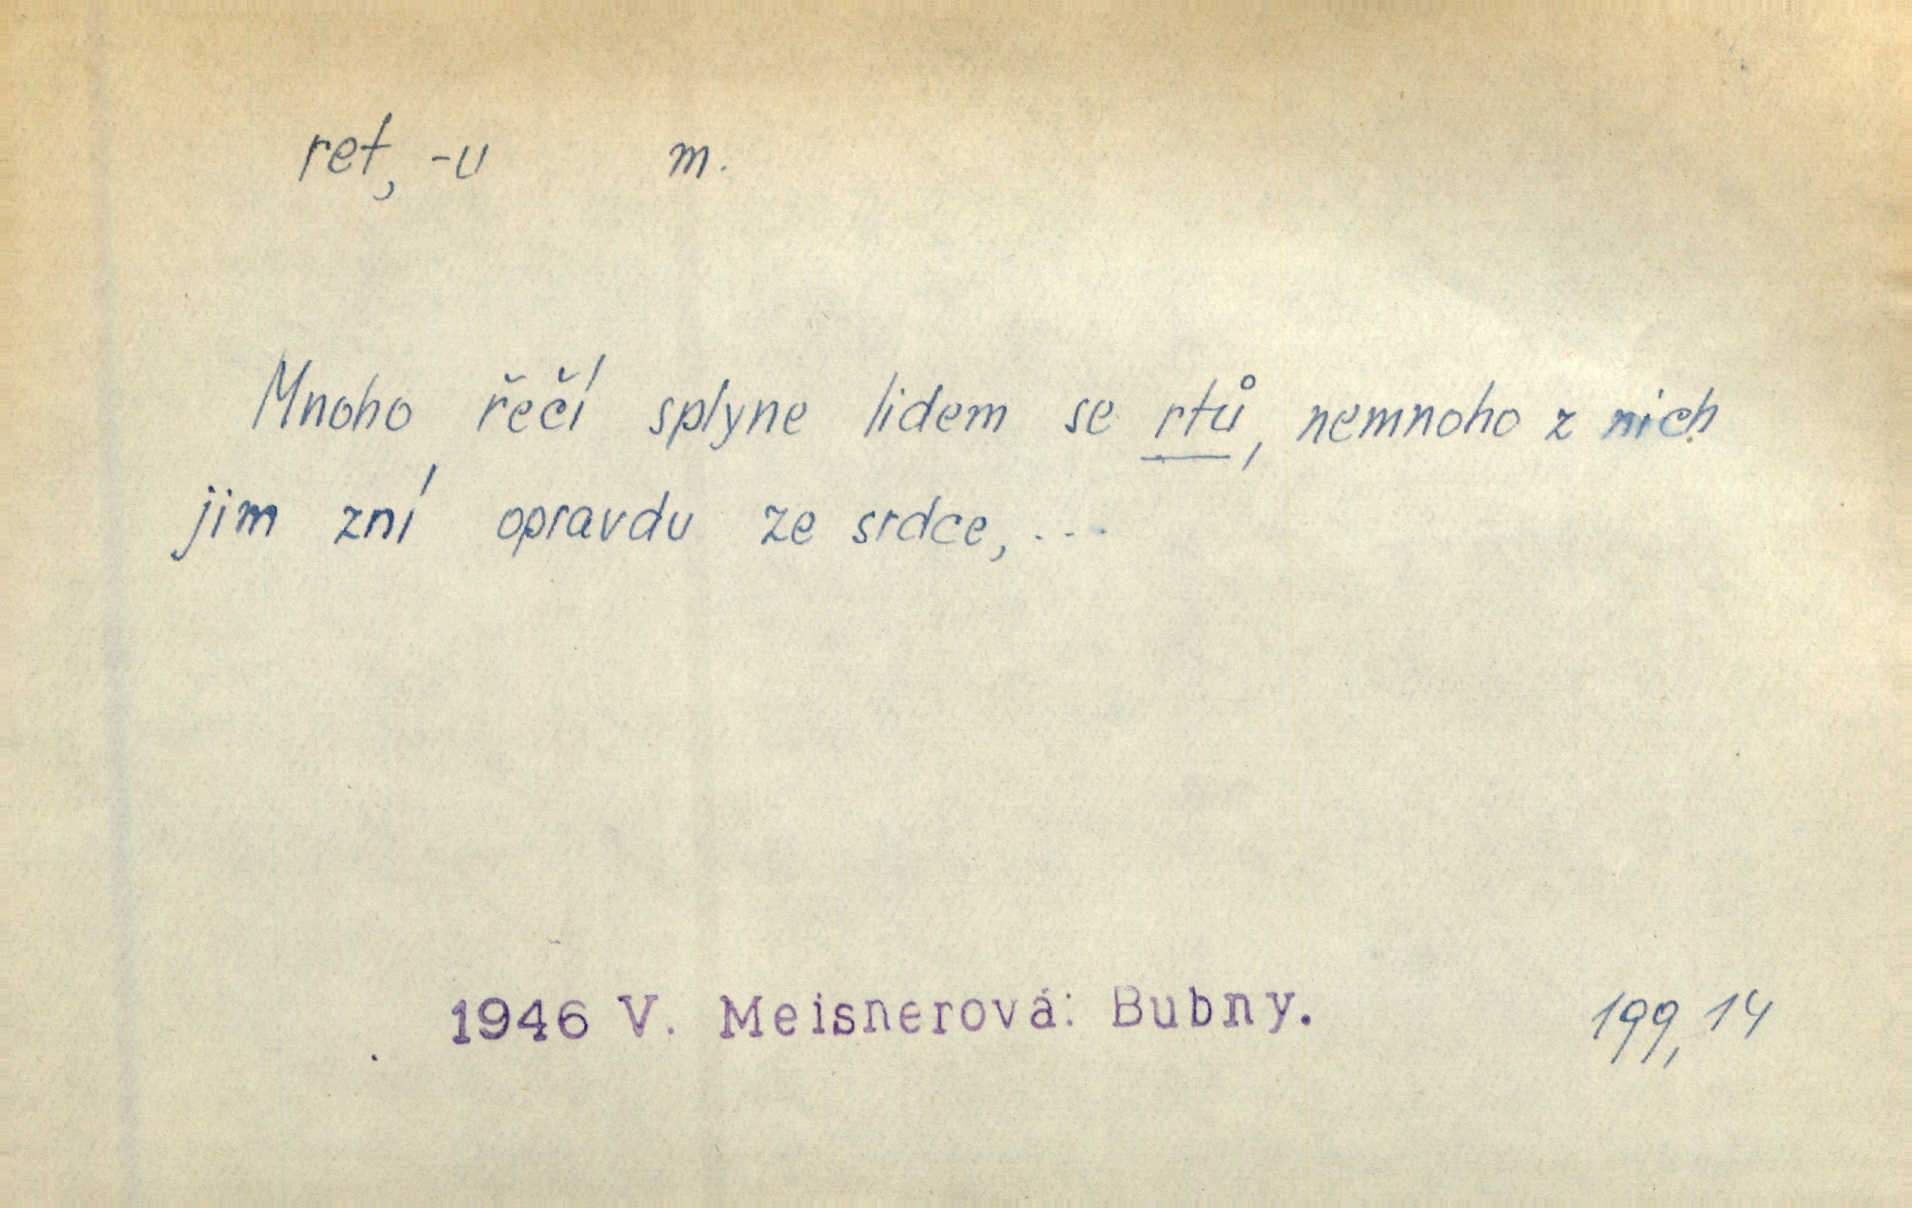 ret, -u m.
Mnoho řečí splyne lidem se rtů, nemnoho z nich
jim zní opravdu ze srdce, ...
1946 V. Meisnerová: Bubny. 199, 14